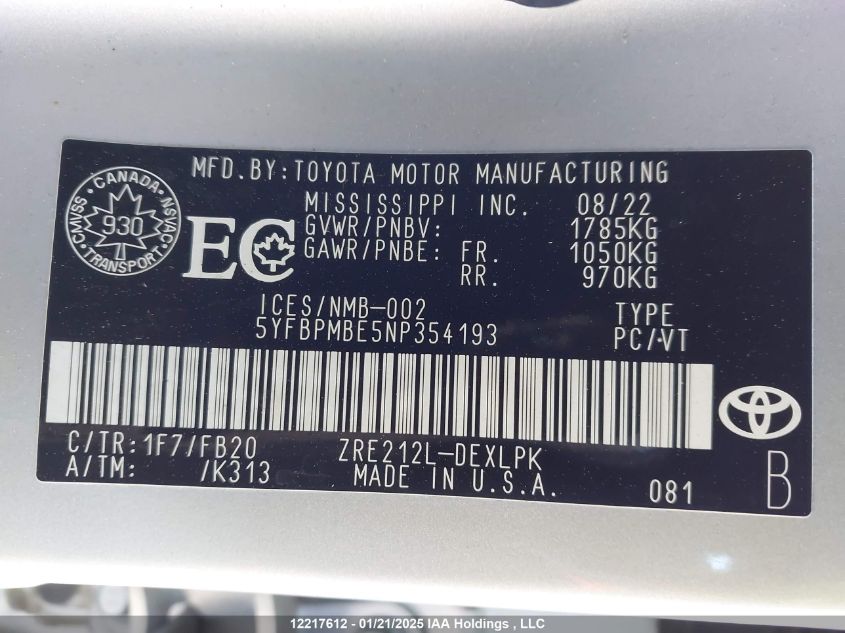 MFD.BY:TOYOTA MOTOR MANUFACTURING
MISSISSIPPI INC. 08/22
GVWR/PNBV: 1785KG
GAWR/PNBE: FR. 1050KG
RR. 970KG
CANADA
CMVSS 930 NSVAC
TRANSPORT
EC
ICES/NMB-002
5YFBPMBE5NP354193
TYPE
PC/VT
C/TR:1F7/FB20 ZRE212L-DEXLPK
A/TM: /K313 MADE IN U.S.A.
081 B
12217612 - 01/21/2025 IAA Holdings , LLC